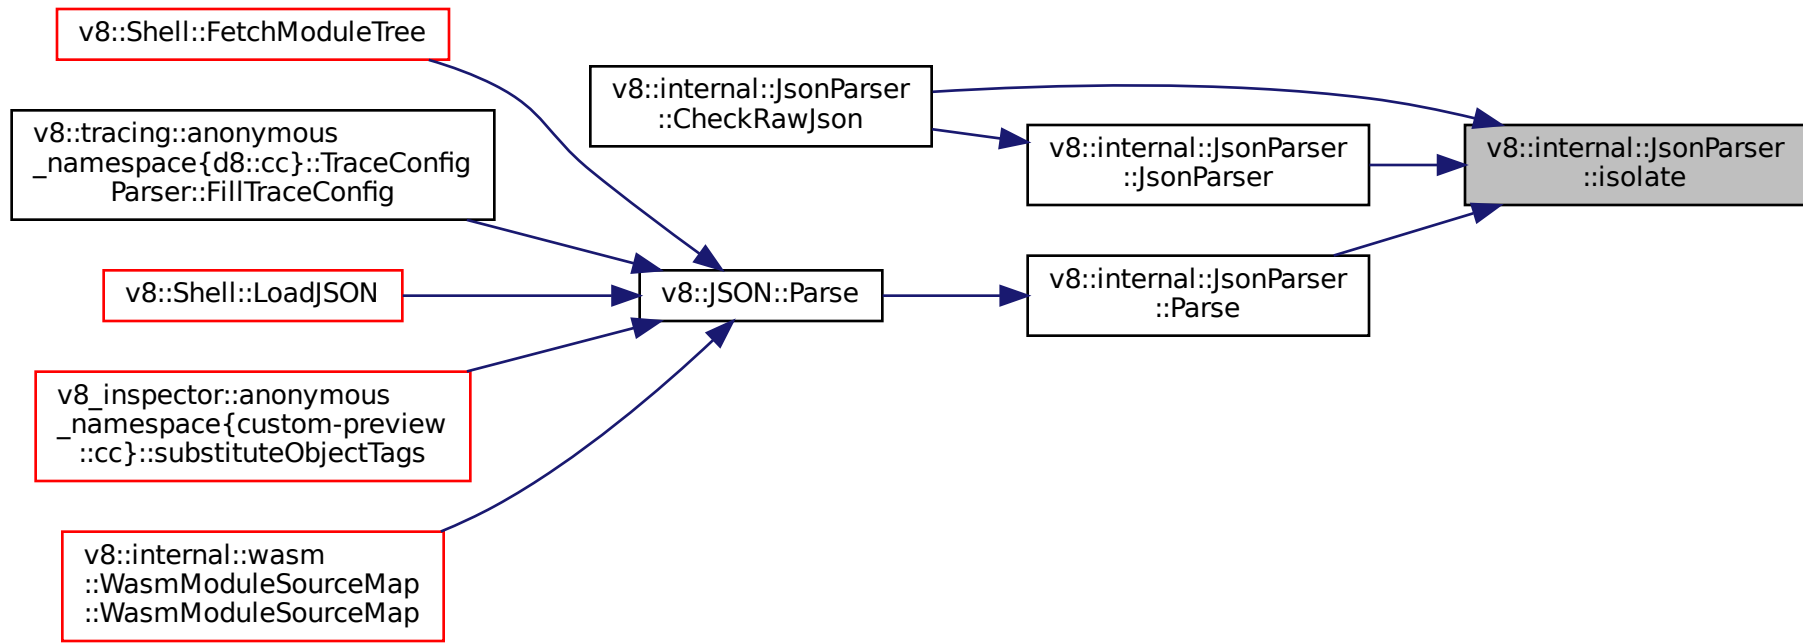 v8::Shell::FetchModuleTree
v8::tracing::anonymous
_namespace{d8::cc}::TraceConfig
Parser::FillTraceConfig
v8::Shell::LoadJSON
v8_inspector::anonymous
_namespace{custom-preview
::cc}::substituteObjectTags
v8::internal::wasm
::WasmModuleSourceMap
::WasmModuleSourceMap
v8::internal::JsonParser
::CheckRawJson
v8::JSON::Parse
v8::internal::JsonParser
::JsonParser
v8::internal::JsonParser
::Parse
v8::internal::JsonParser
::isolate